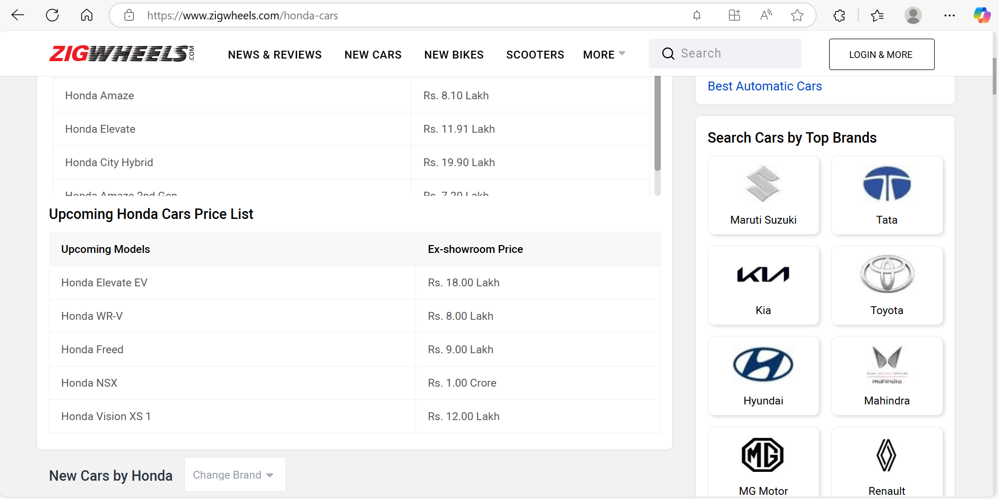 https://www.zigwheels.com/honda-cars
ZIGWHEELS.COM
NEWS & REVIEWS
NEW CARS
NEW BIKES
SCOOTERS
MORE
Search
LOGIN & MORE
Honda Amaze Rs. 8.10 Lakh
Honda Elevate Rs. 11.91 Lakh
Honda City Hybrid Rs. 19.90 Lakh
Honda Amaze 2nd Gen Rs. 7.20 Lakh
Upcoming Honda Cars Price List
Upcoming Models Ex-showroom Price
Honda Elevate EV Rs. 18.00 Lakh
Honda WR-V Rs. 8.00 Lakh
Honda Freed Rs. 9.00 Lakh
Honda NSX Rs. 1.00 Crore
Honda Vision XS 1 Rs. 12.00 Lakh
New Cars by Honda
Change Brand
Best Automatic Cars
Search Cars by Top Brands
Maruti Suzuki
Tata
KIA
Kia
Toyota
Hyundai
mahindra
Mahindra
MG
MG Motor
Renault